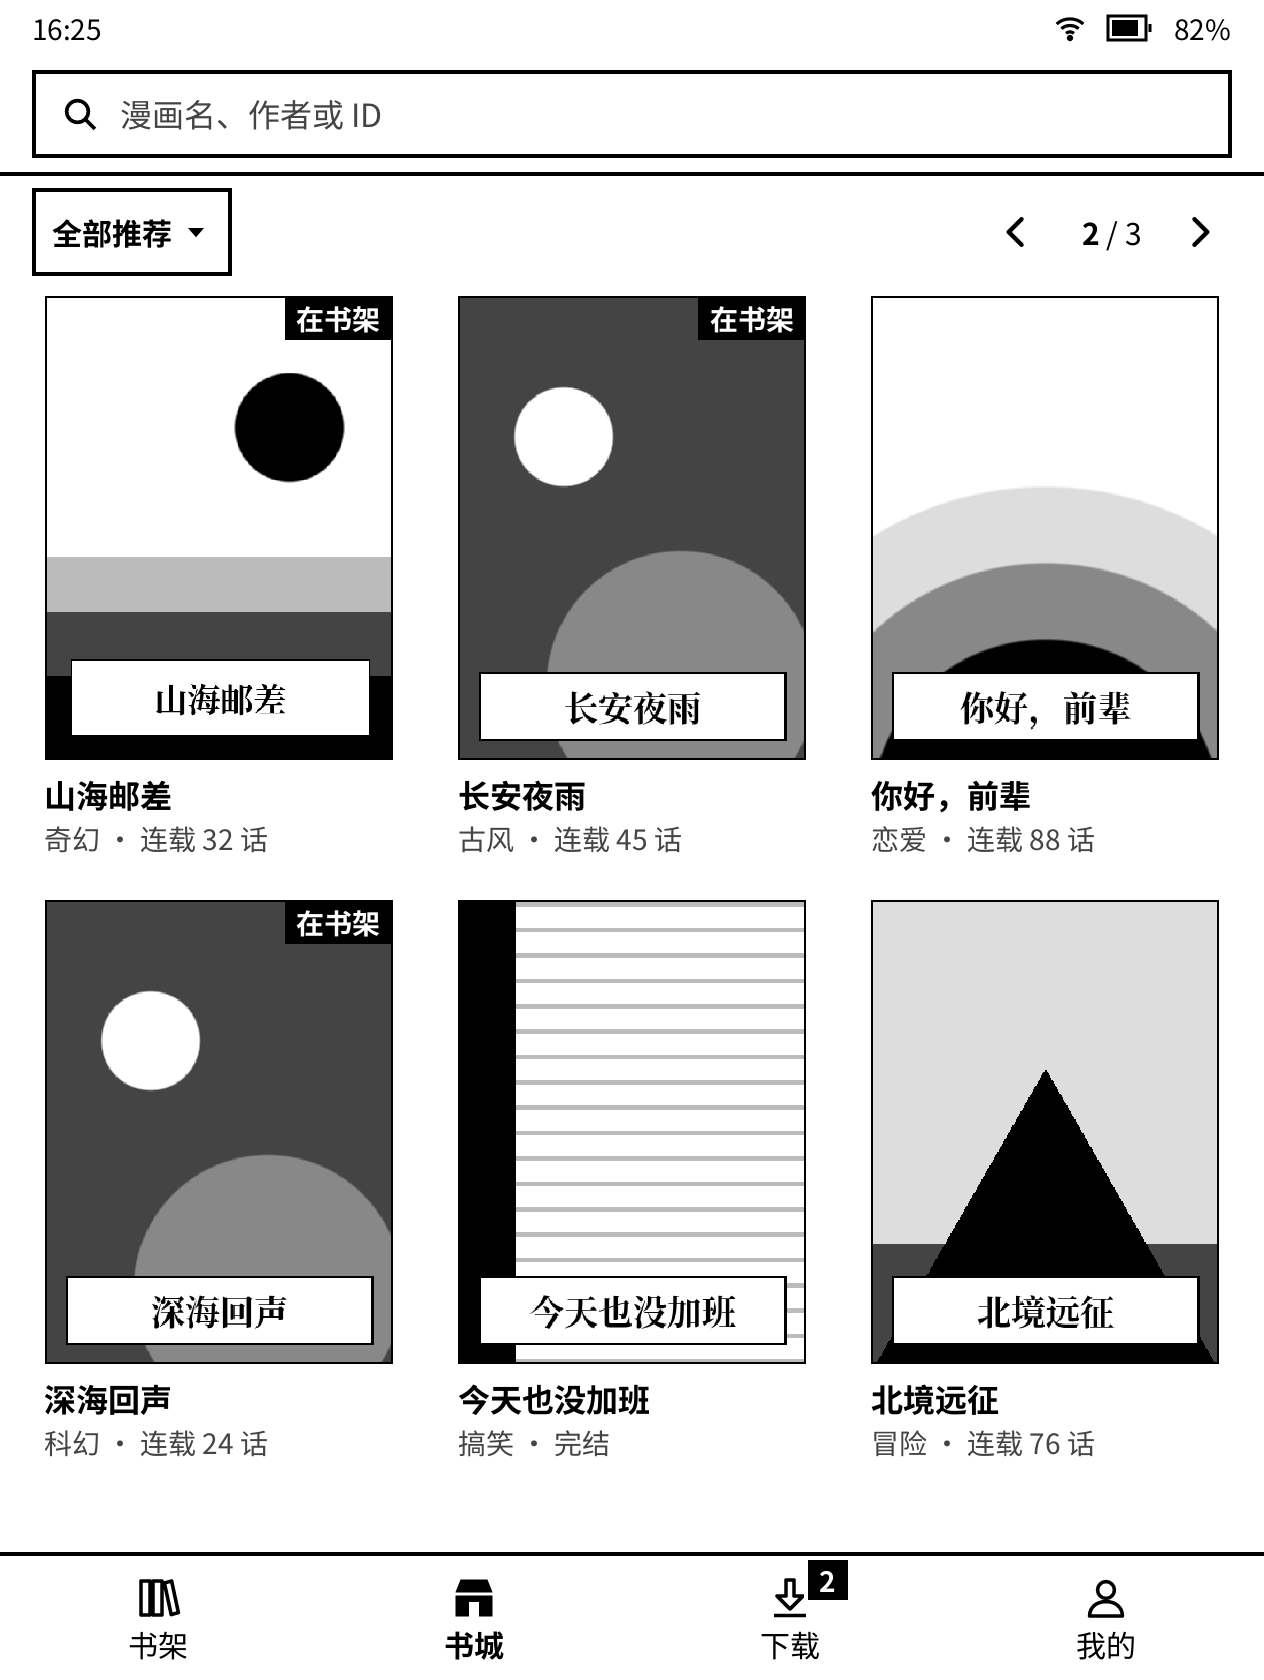 16:25
82%
漫画名、作者或 ID
全部推荐
2 / 3
在书架
在书架
山海邮差
长安夜雨
你好，前辈
山海邮差
长安夜雨
你好，前辈
奇幻 · 连载 32 话
古风 · 连载 45 话
恋爱 · 连载 88 话
在书架
深海回声
今天也没加班
北境远征
深海回声
今天也没加班
北境远征
科幻 · 连载 24 话
搞笑 · 完结
冒险 · 连载 76 话
2
书架
书城
下载
我的